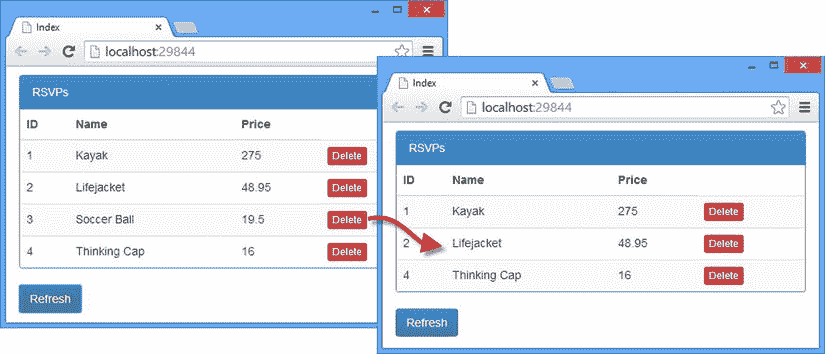 Index
localhost:29844
RSVPs
ID Name Price
1 Kayak 275 Delete
2 Lifejacket 48.95 Delete
3 Soccer Ball 19.5 Delete
4 Thinking Cap 16 Delete
Refresh
Index
localhost:29844
RSVPs
ID Name Price
1 Kayak 275 Delete
2 Lifejacket 48.95 Delete
4 Thinking Cap 16 Delete
Refresh